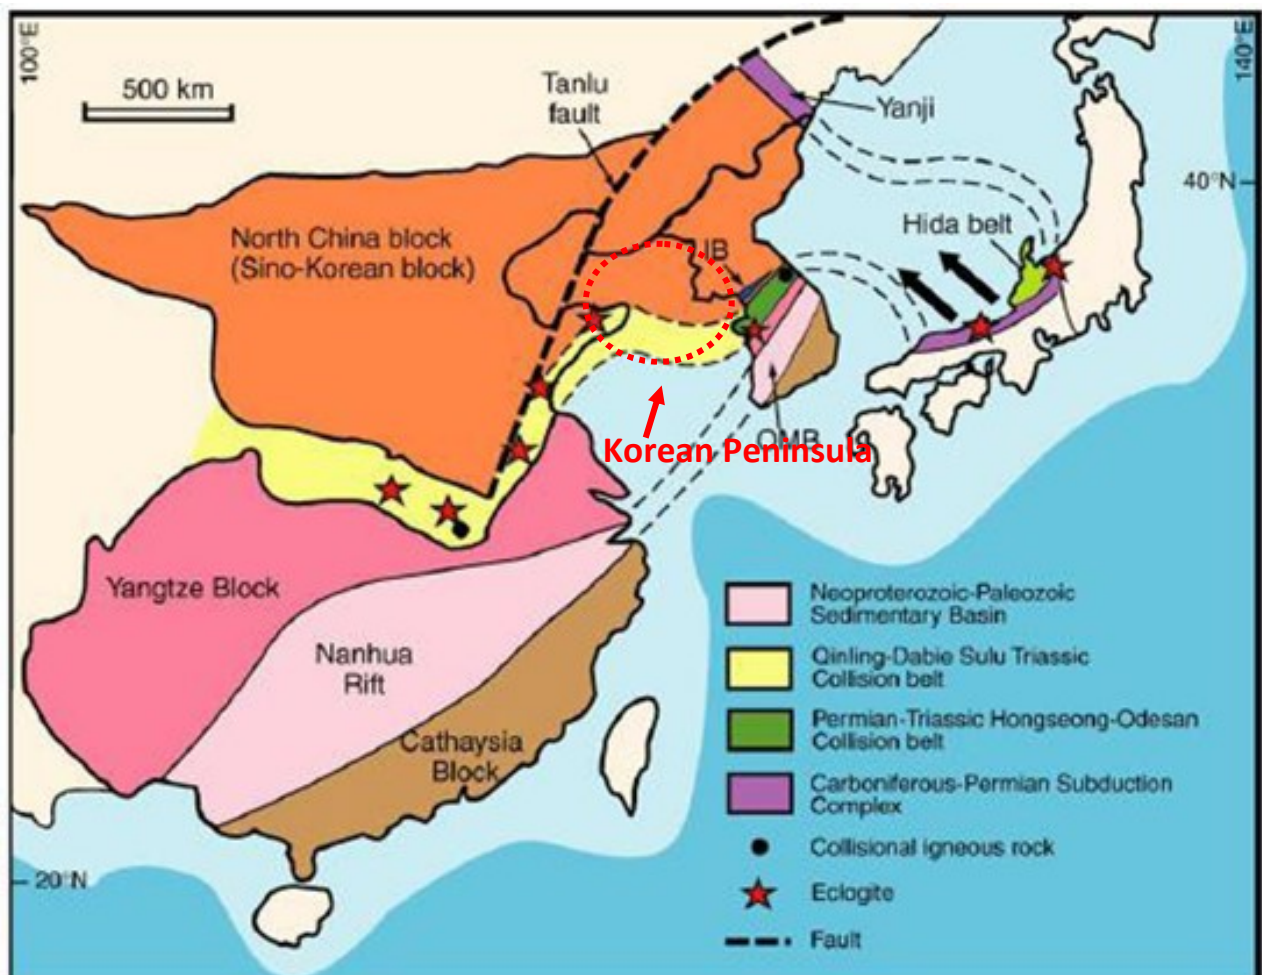 100°E
140°E
500 km
Tanlu
fault
Yanji
40°N
Hida belt
North China block
(Sino-Korean block)
IB
OMB
Korean Peninsula
Yangtze Block
Nanhua
Rift
Cathaysia
Block
Neoproterozoic-Paleozoic
Sedimentary Basin
Qinling-Dabie Sulu Triassic
Collision belt
Permian-Triassic Hongseong-Odesan
Collision belt
Carboniferous-Permian Subduction
Complex
Collisional igneous rock
20°N
Eclogite
Fault